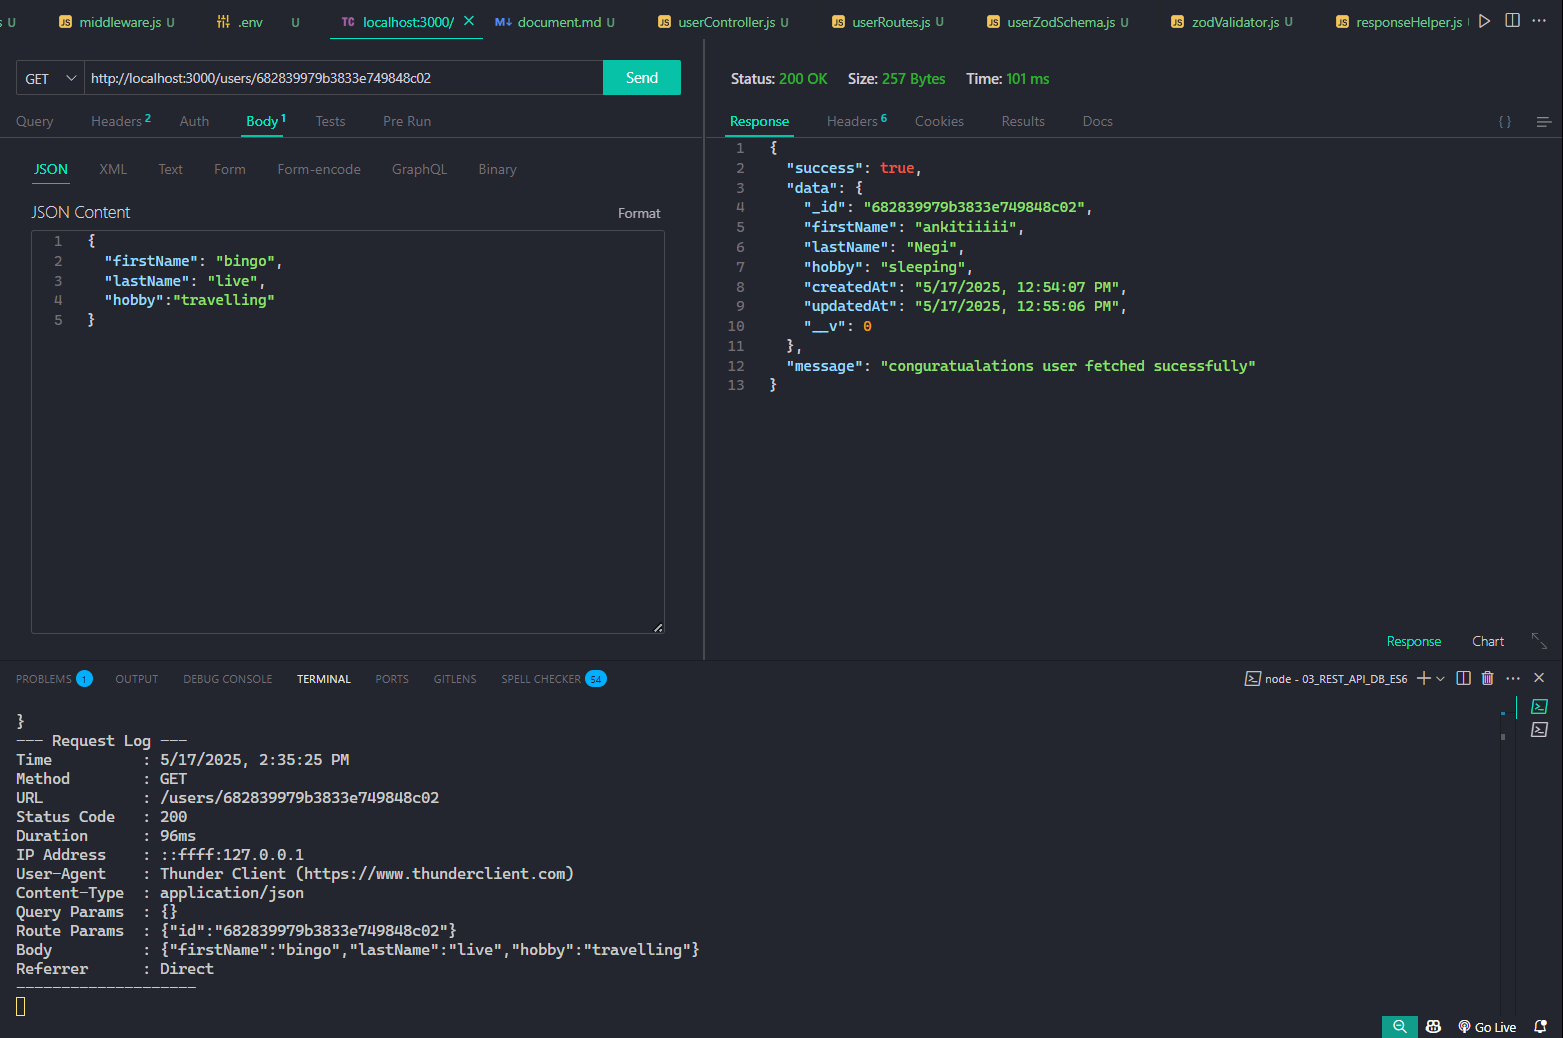 s U middleware.js U .env U TC localhost:3000/ × M↓ document.md U JS userController.js U JS userRoutes.js U JS userZodSchema.js U JS zodValidator.js U JS responseHelper.js ···
GET http://localhost:3000/users/682839979b3833e749848c02 Send
Query Headers 2 Auth Body 1 Tests Pre Run
JSON XML Text Form Form-encode GraphQL Binary
JSON Content Format
1 {
2 "firstName": "bingo",
3 "lastName": "live",
4 "hobby":"travelling"
5 }
Status: 200 OK Size: 257 Bytes Time: 101 ms
Response Headers 6 Cookies Results Docs { }
1 {
2 "success": true,
3 "data": {
4 "_id": "682839979b3833e749848c02",
5 "firstName": "ankitiiiii",
6 "lastName": "Negi",
7 "hobby": "sleeping",
8 "createdAt": "5/17/2025, 12:54:07 PM",
9 "updatedAt": "5/17/2025, 12:55:06 PM",
10 "__v": 0
11 },
12 "message": "conguratualations user fetched sucessfully"
13 }
Response Chart
PROBLEMS 1 OUTPUT DEBUG CONSOLE TERMINAL PORTS GITLENS SPELL CHECKER 54 node - 03_REST_API_DB_ES6
}
--- Request Log ---
Time : 5/17/2025, 2:35:25 PM
Method : GET
URL : /users/682839979b3833e749848c02
Status Code : 200
Duration : 96ms
IP Address : ::ffff:127.0.0.1
User-Agent : Thunder Client (https://www.thunderclient.com)
Content-Type : application/json
Query Params : {}
Route Params : {"id":"682839979b3833e749848c02"}
Body : {"firstName":"bingo","lastName":"live","hobby":"travelling"}
Referrer : Direct
--------------------
Go Live